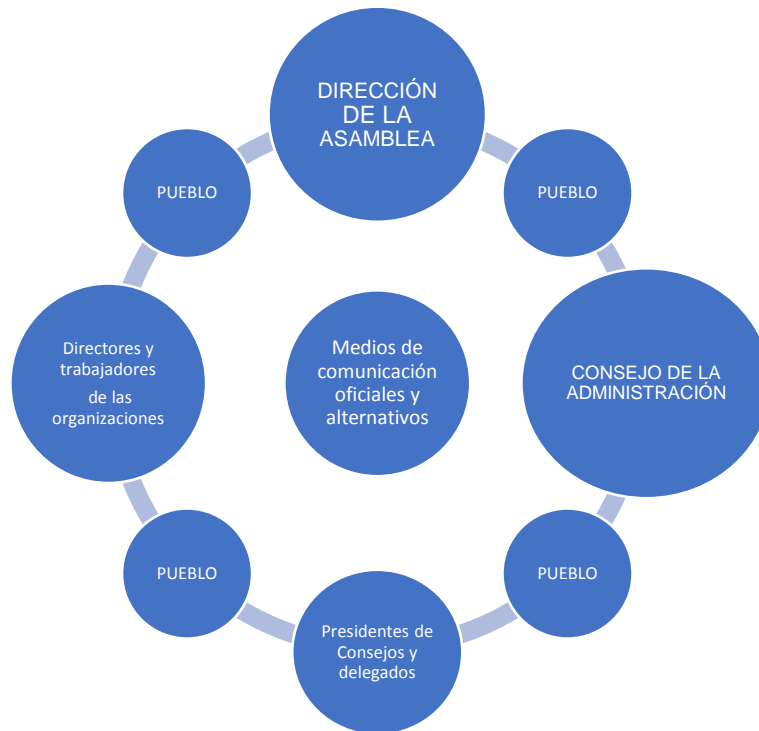 DIRECCIÓN
DE LA
ASAMBLEA
PUEBLO
PUEBLO
Directores y
trabajadores
de las
organizaciones
Medios de
comunicación
oficiales y
alternativos
CONSEJO DE LA
ADMINISTRACIÓN
PUEBLO
PUEBLO
Presidentes de
Consejos y
delegados